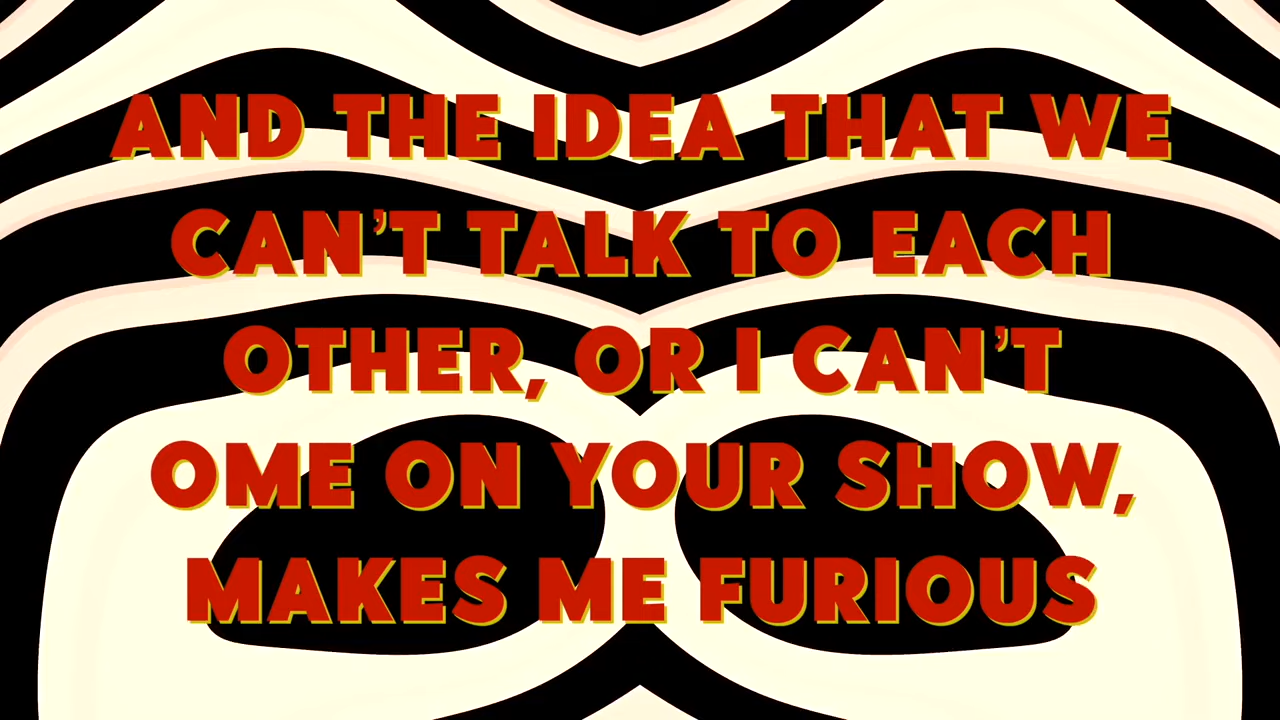 AND THE IDEA THAT WE
CAN'T TALK TO EACH
OTHER, OR I CAN'T
OME ON YOUR SHOW,
MAKES ME FURIOUS